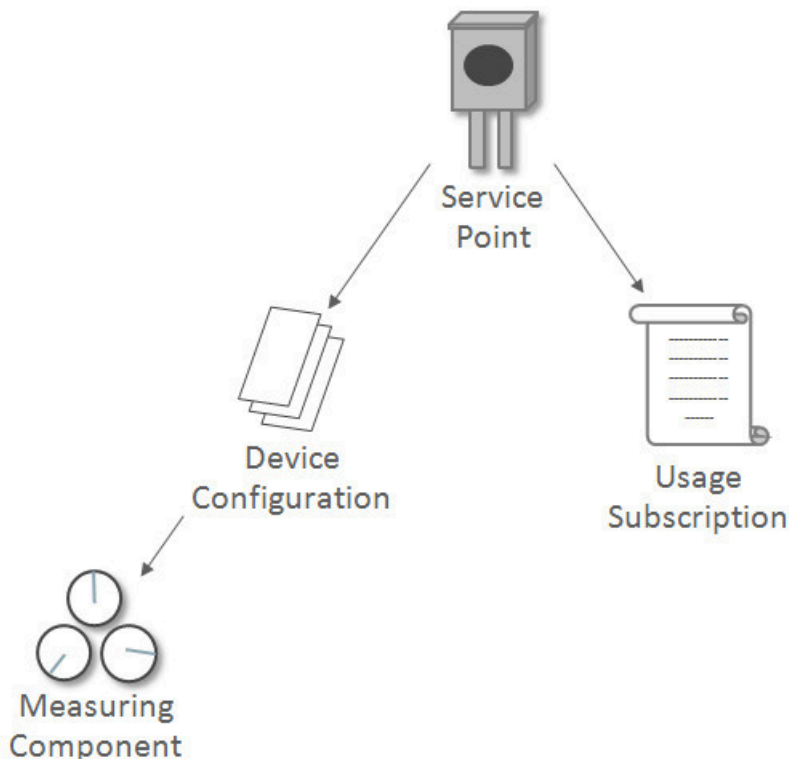 Service
Point
Device
Configuration
Usage
Subscription
Measuring
Component